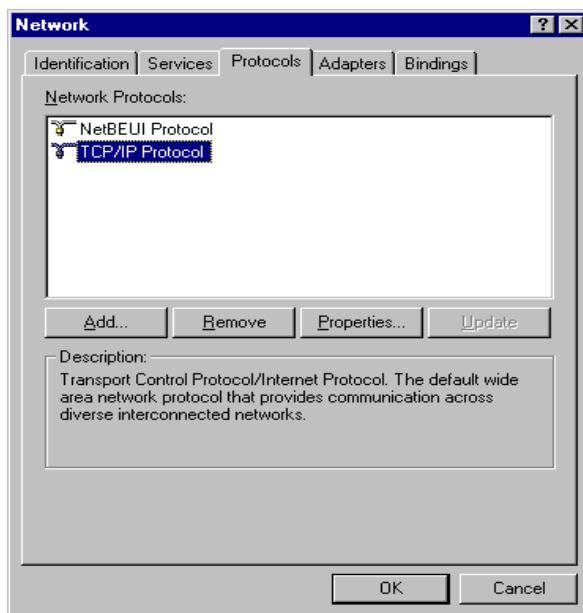 Network
? X
Identification Services Protocols Adapters Bindings
Network Protocols:
NetBEUI Protocol
TCP/IP Protocol
Add... Remove Properties... Update
Description:
Transport Control Protocol/Internet Protocol. The default wide
area network protocol that provides communication across
diverse interconnected networks.
OK Cancel